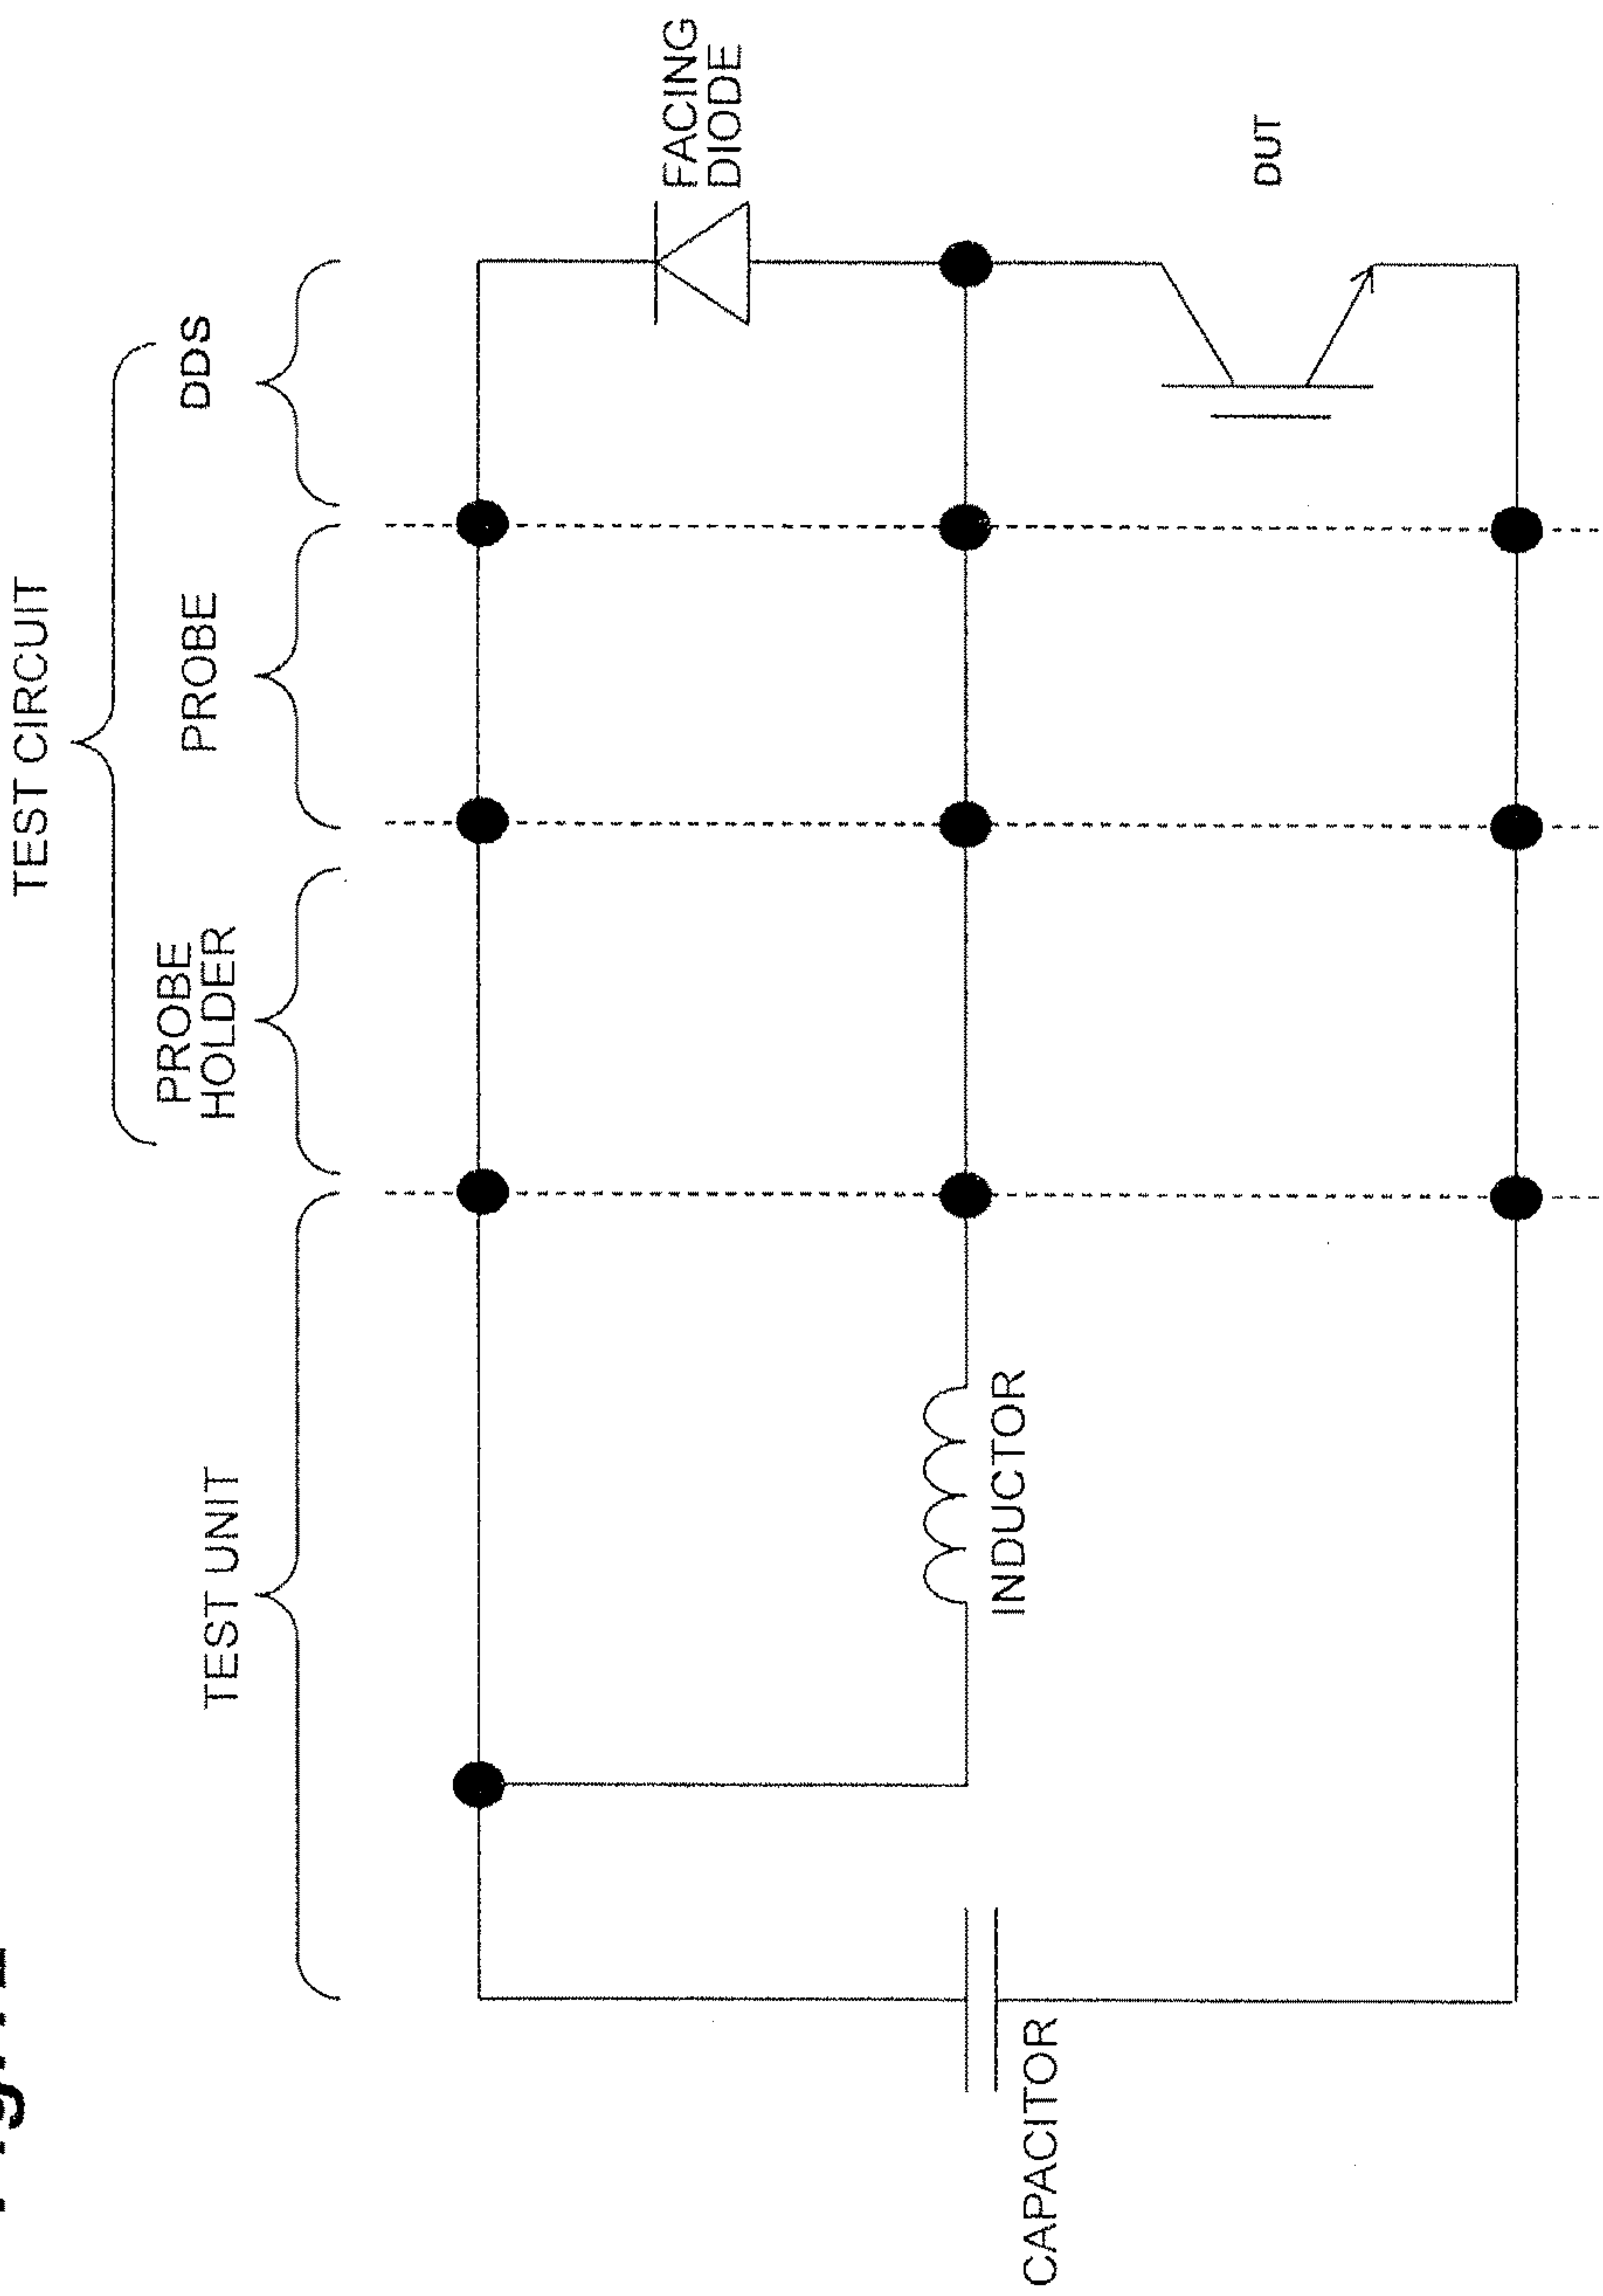 TEST CIRCUIT
TEST UNIT
PROBE
HOLDER
PROBE
DDS
FACING
DIODE
INDUCTOR
CAPACITOR
DUT